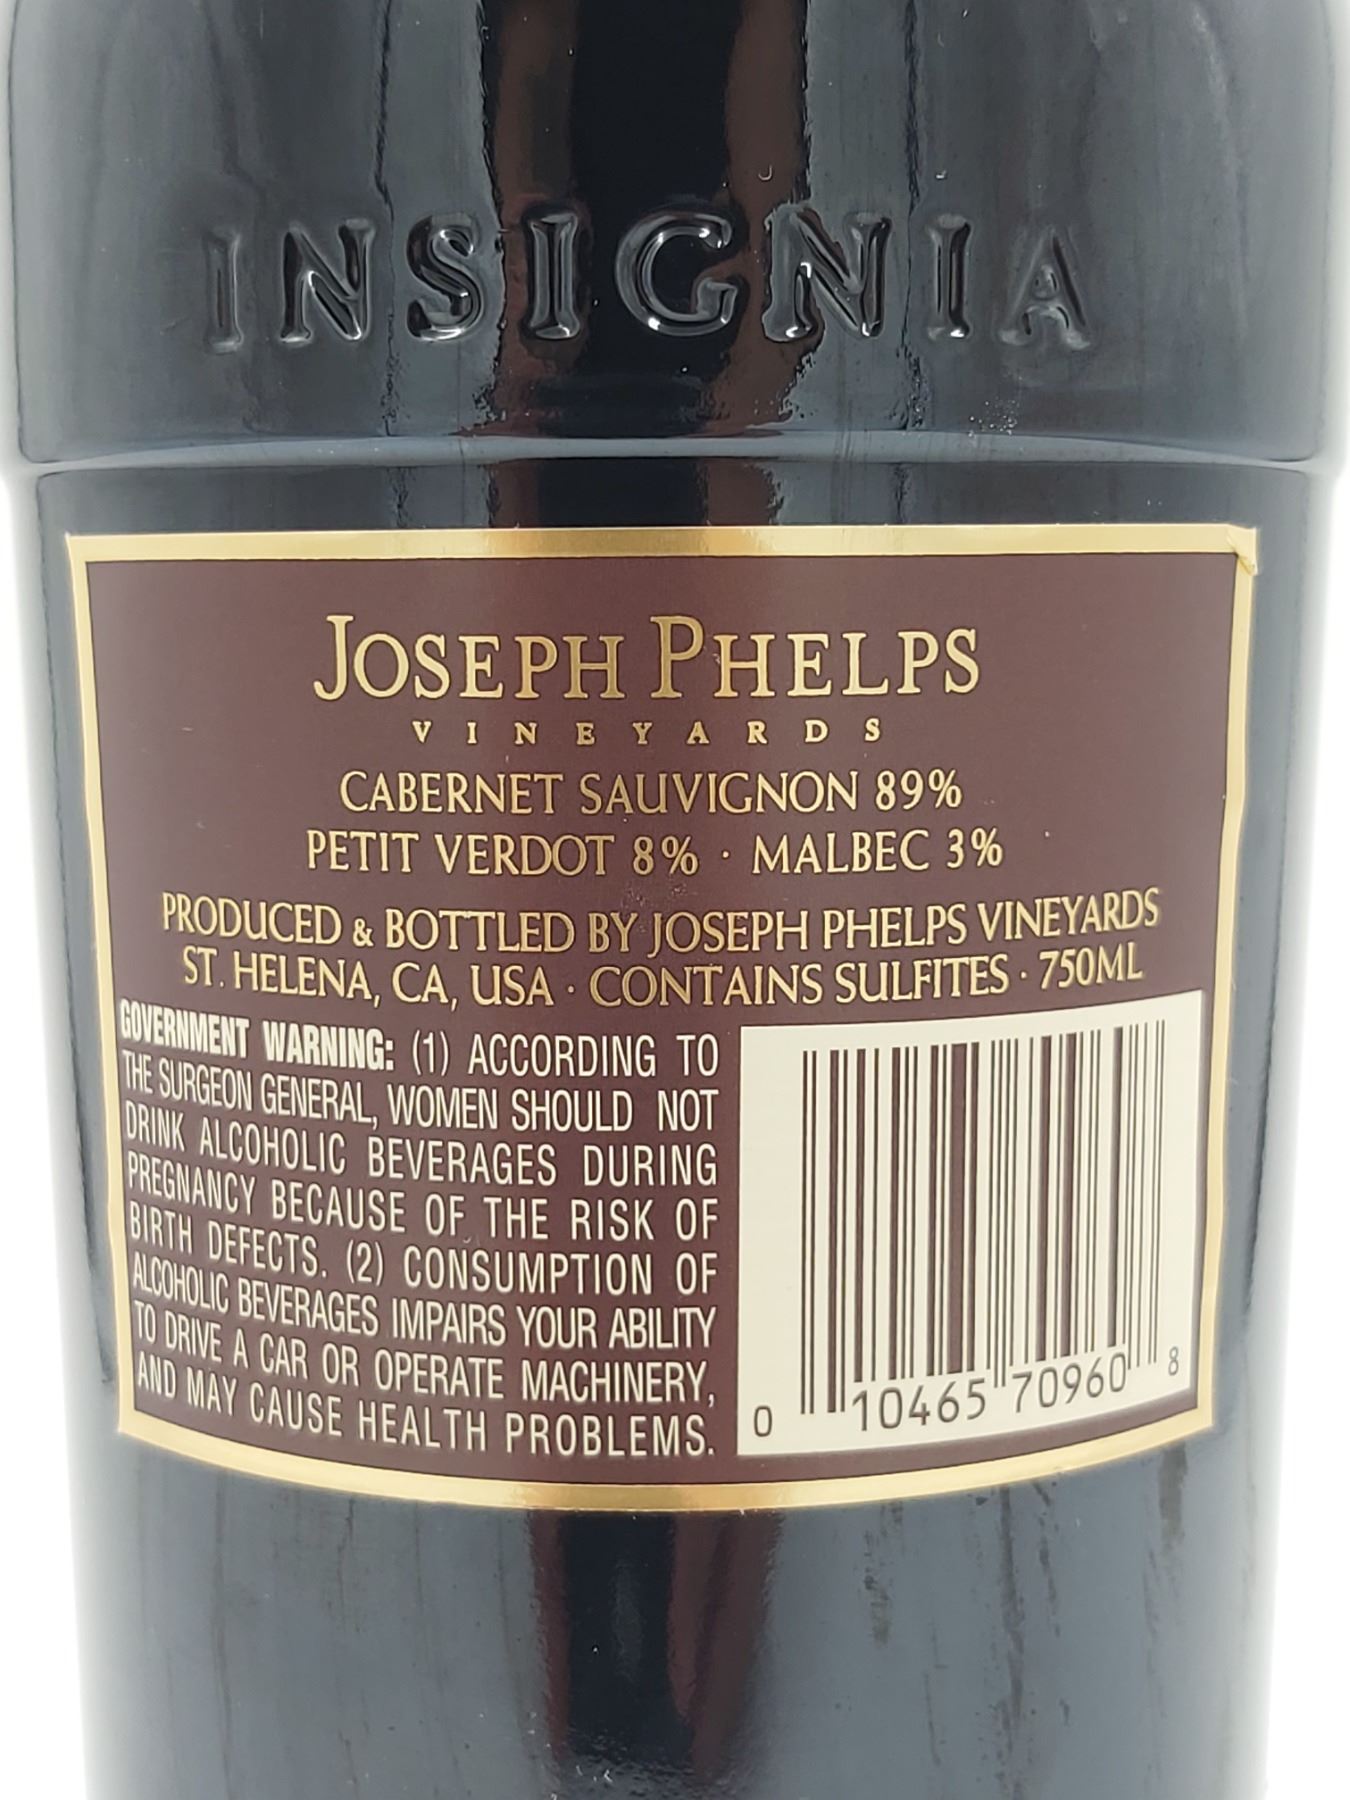 INSIGNIA
JOSEPH PHELPS
VINEYARDS
CABERNET SAUVIGNON 89%
PETIT VERDOT 8% · MALBEC 3%
PRODUCED & BOTTLED BY JOSEPH PHELPS VINEYARDS
ST. HELENA, CA, USA · CONTAINS SULFITES · 750ML
GOVERNMENT WARNING: (1) ACCORDING TO
THE SURGEON GENERAL, WOMEN SHOULD NOT
DRINK ALCOHOLIC BEVERAGES DURING
PREGNANCY BECAUSE OF THE RISK OF
BIRTH DEFECTS. (2) CONSUMPTION OF
ALCOHOLIC BEVERAGES IMPAIRS YOUR ABILITY
TO DRIVE A CAR OR OPERATE MACHINERY,
AND MAY CAUSE HEALTH PROBLEMS.
0 10465 70960 8